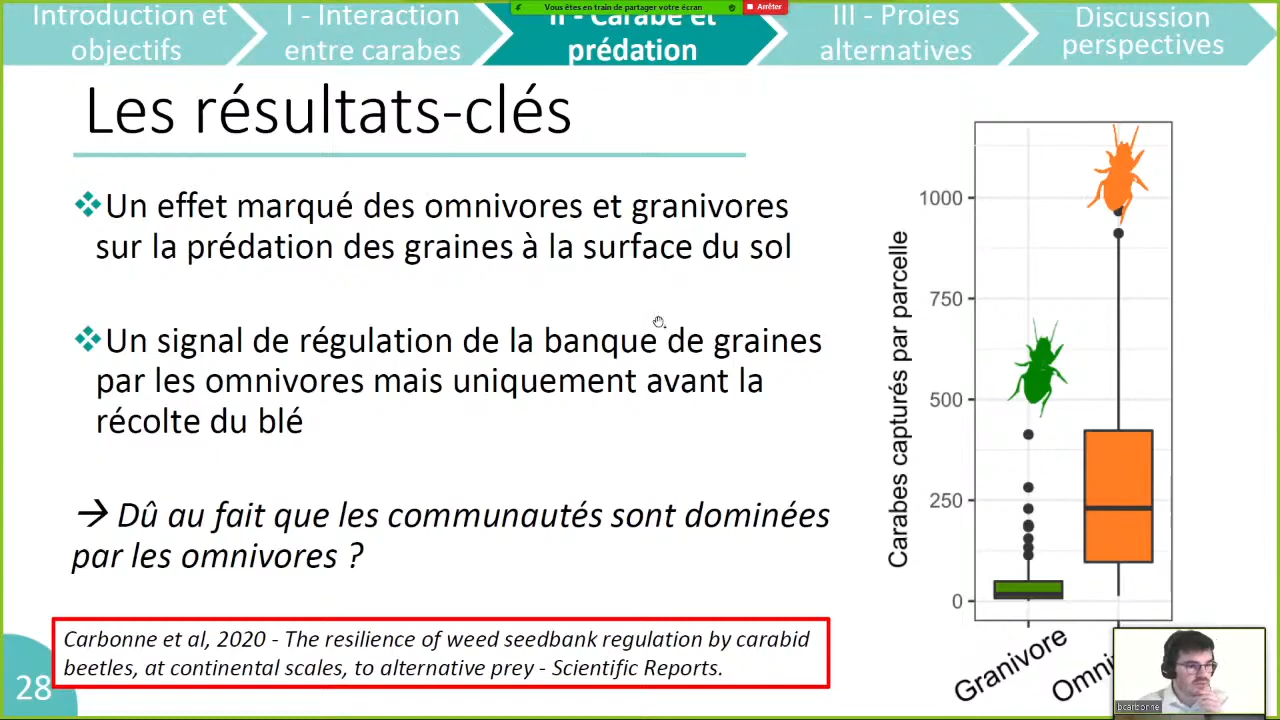 Introduction et
objectifs
I - Interaction
entre carabes
II - Carabe et
prédation
III - Proies
alternatives
Discussion
perspectives
Vous êtes en train de partager votre écran
Arrêter
Les résultats-clés
Un effet marqué des omnivores et granivores
sur la prédation des graines à la surface du sol
Un signal de régulation de la banque de graines
par les omnivores mais uniquement avant la
récolte du blé
→ Dû au fait que les communautés sont dominées
par les omnivores ?
Carbonne et al, 2020 - The resilience of weed seedbank regulation by carabid
beetles, at continental scales, to alternative prey - Scientific Reports.
28
Carabes capturés par parcelle
1000
750
500
250
0
Granivore
Omni
bcarbonne